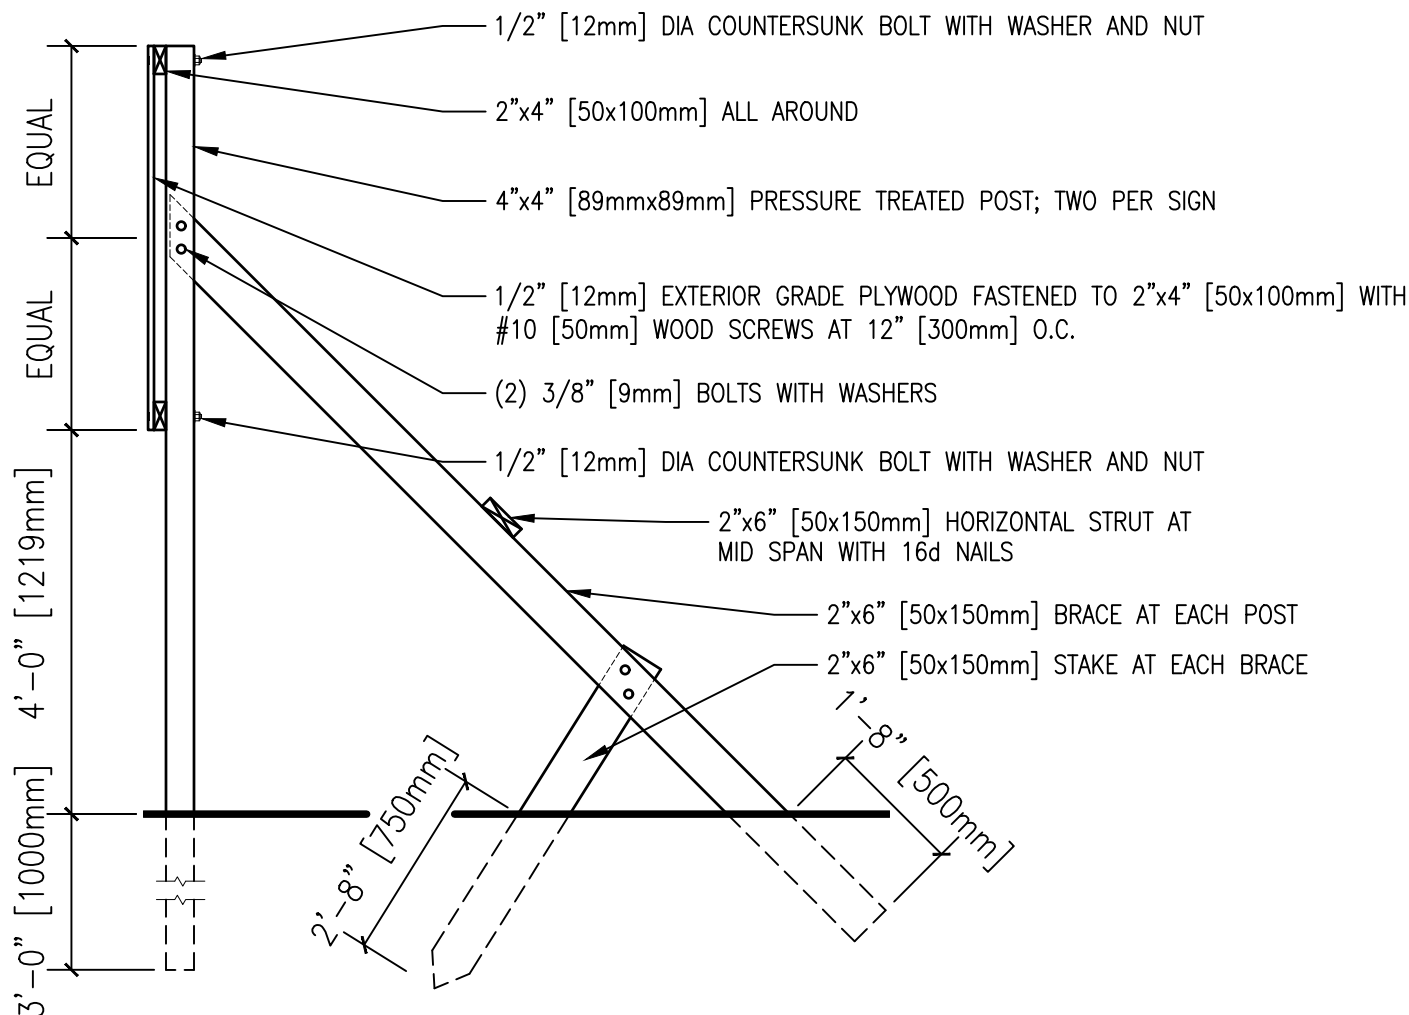 1/2" [12mm] DIA COUNTERSUNK BOLT WITH WASHER AND NUT
2"x4" [50x100mm] ALL AROUND
4"x4" [89mmx89mm] PRESSURE TREATED POST; TWO PER SIGN
1/2" [12mm] EXTERIOR GRADE PLYWOOD FASTENED TO 2"x4" [50x100mm] WITH
#10 [50mm] WOOD SCREWS AT 12" [300mm] O.C.
(2) 3/8" [9mm] BOLTS WITH WASHERS
1/2" [12mm] DIA COUNTERSUNK BOLT WITH WASHER AND NUT
2"x6" [50x150mm] HORIZONTAL STRUT AT
MID SPAN WITH 16d NAILS
2"x6" [50x150mm] BRACE AT EACH POST
2"x6" [50x150mm] STAKE AT EACH BRACE
EQUAL
EQUAL
4'-0" [1219mm]
3'-0" [1000mm]
2'-8" [750mm]
1'-8" [500mm]